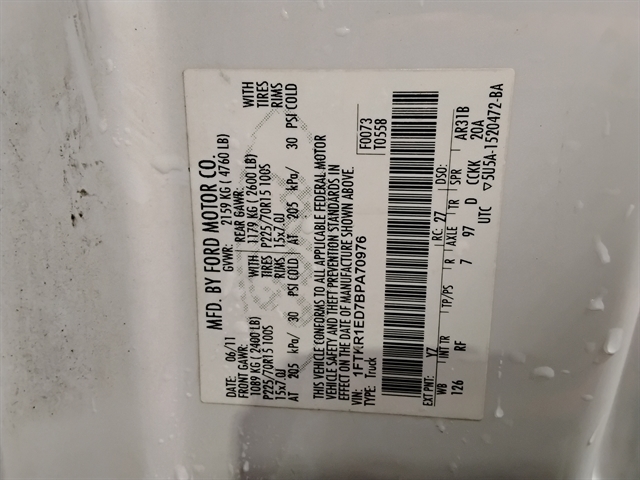 MFD. BY FORD MOTOR CO.
DATE: 06/11 GVWR: 2159 KG ( 4760 LB)
FRONT GAWR: REAR GAWR: WITH
1089 KG ( 2400 LB) 1179 KG ( 2600 LB) TIRES
P225/70R15 100S P225/70R15 100S RIMS
15x7.0J 15x7.0J
AT 205 kPa/ 30 PSI COLD AT 205 kPa/ 30 PSI COLD
WITH
TIRES
RIMS
THIS VEHICLE CONFORMS TO ALL APPLICABLE FEDERAL MOTOR
VEHICLE SAFETY AND THEFT PREVENTION STANDARDS IN
EFFECT ON THE DATE OF MANUFACTURE SHOWN ABOVE.
1FTKR1ED7BPA70976
TYPE: Truck
F0073
T0558
EXT PNT: YZ RC: 27 DSO:
WB INT TR TP/PS R AXLE TR SPR AR31B
126 RF 7 97 D CCKK 20A
UTC ▽5U5A-1520472-BA